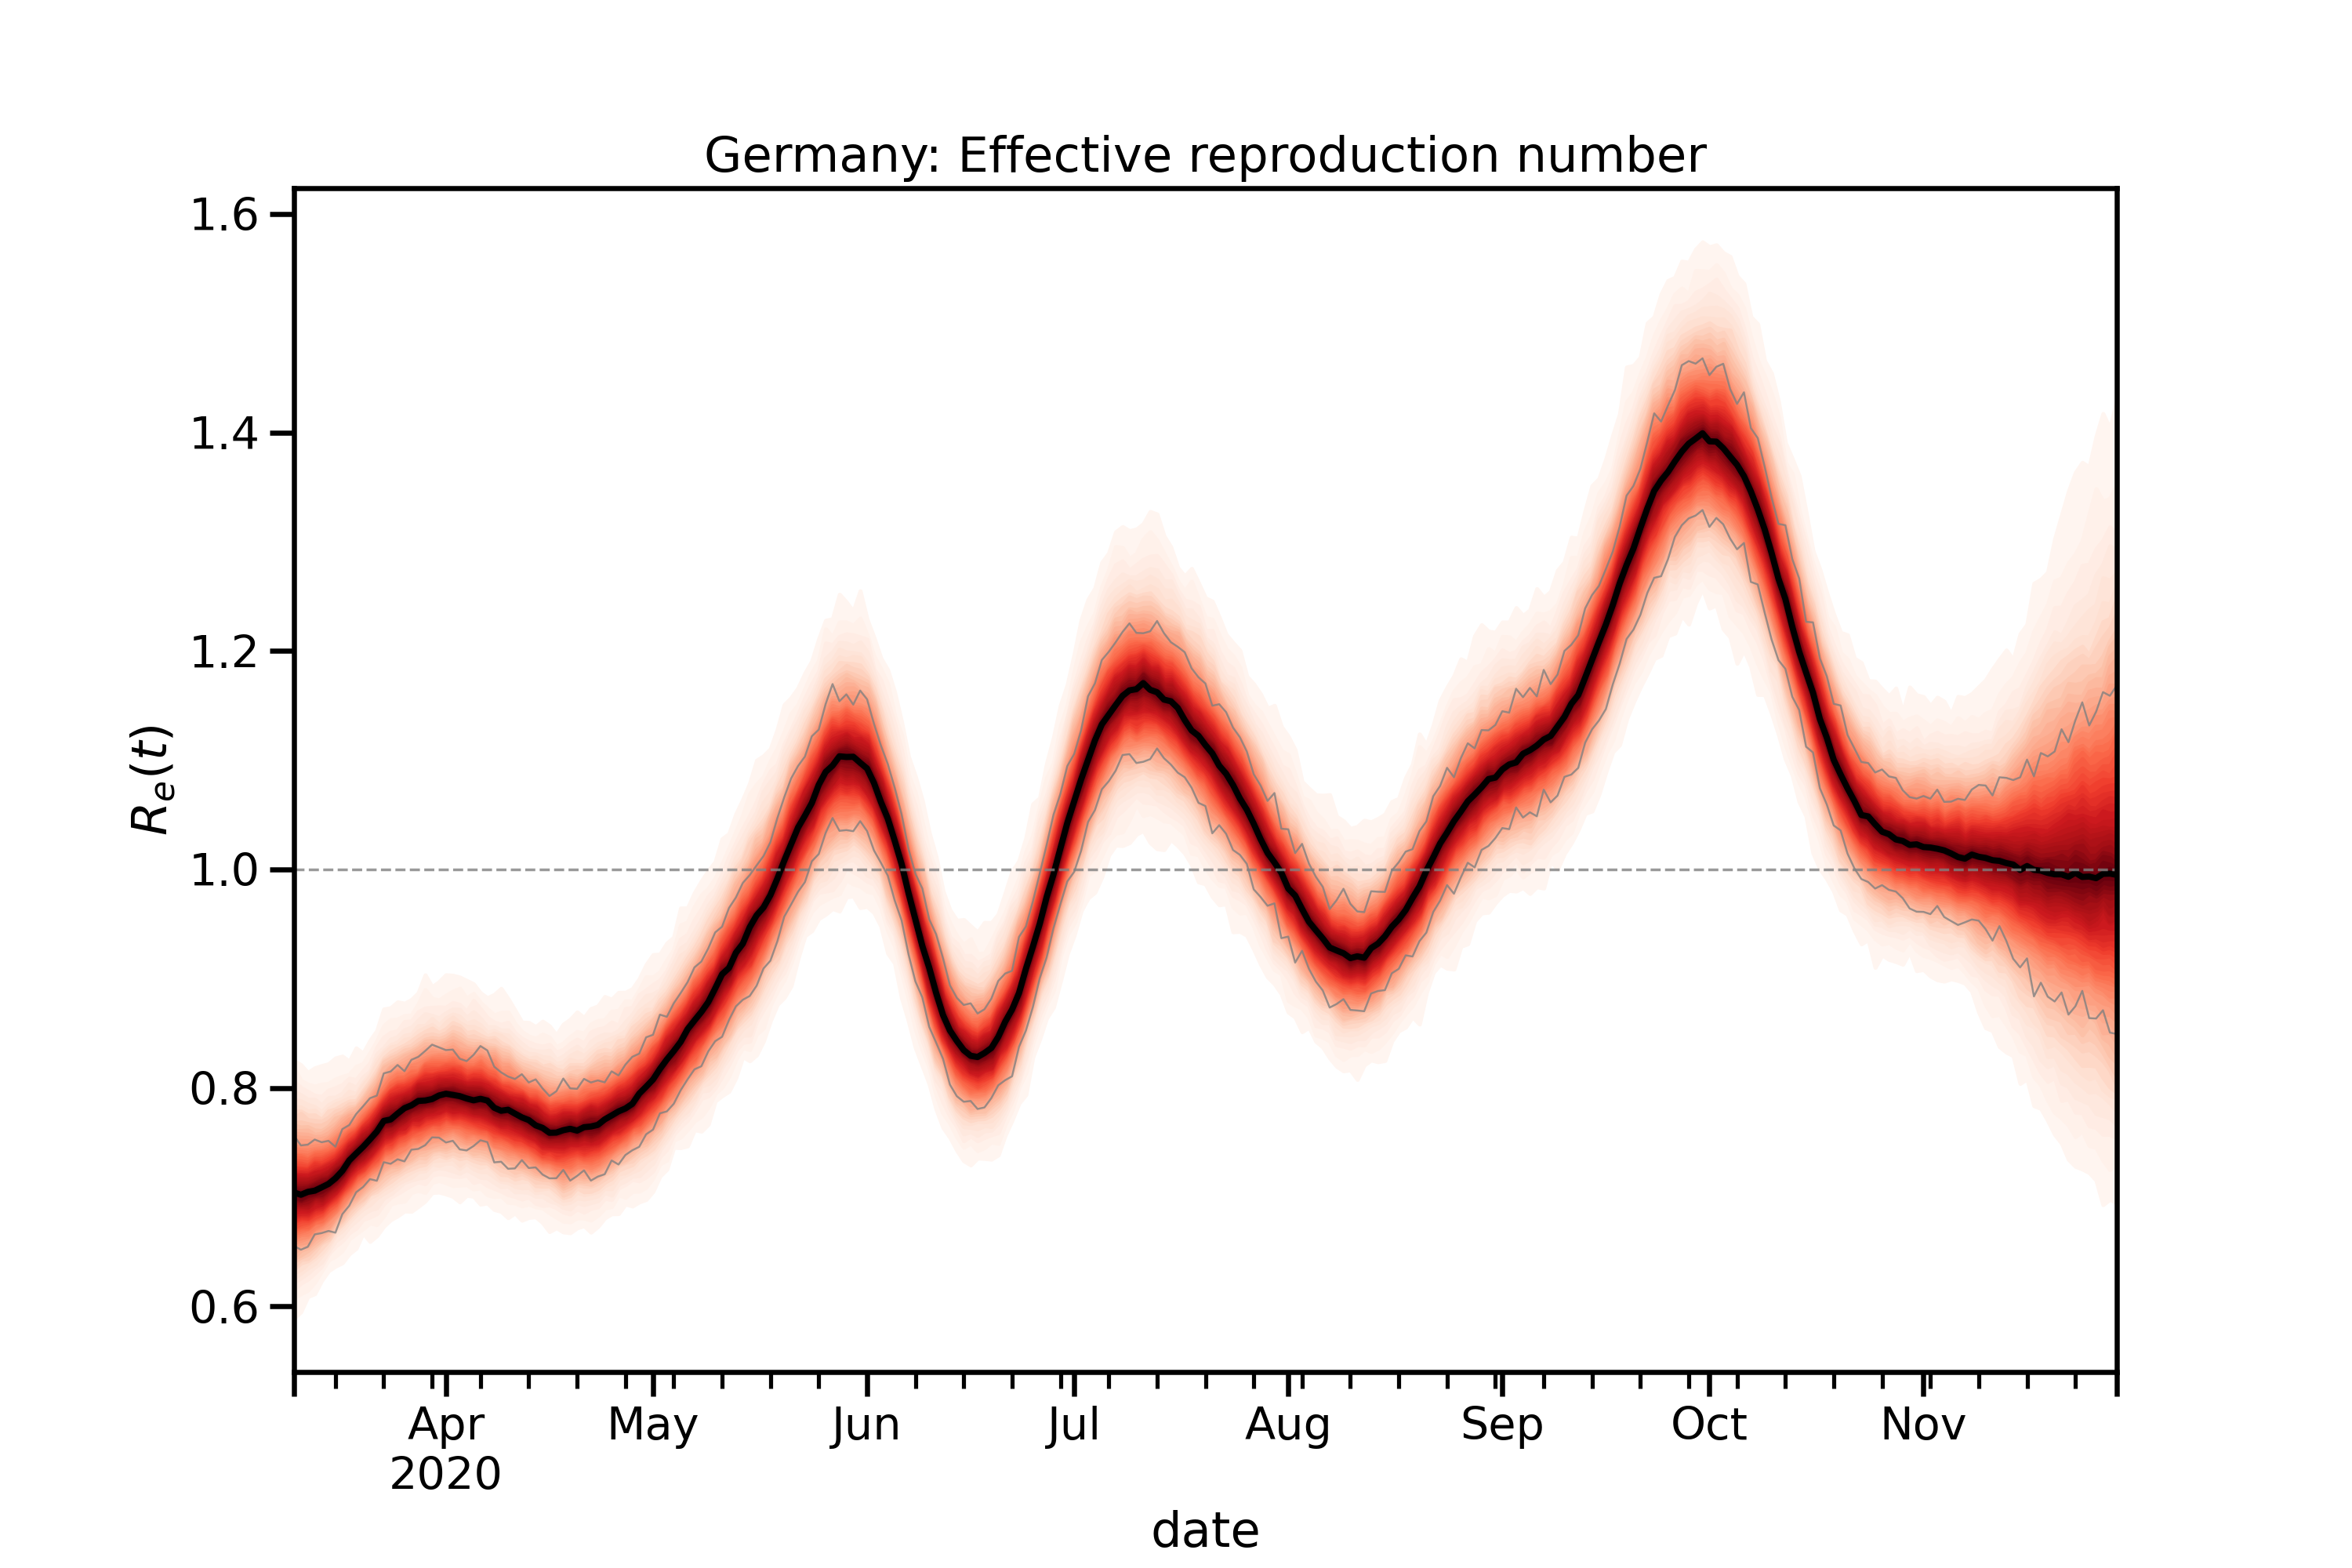 Germany: Effective reproduction number
1.6
1.4
1.2
1.0
0.8
0.6
Re(t)
Apr May Jun Jul Aug Sep Oct Nov
2020
date